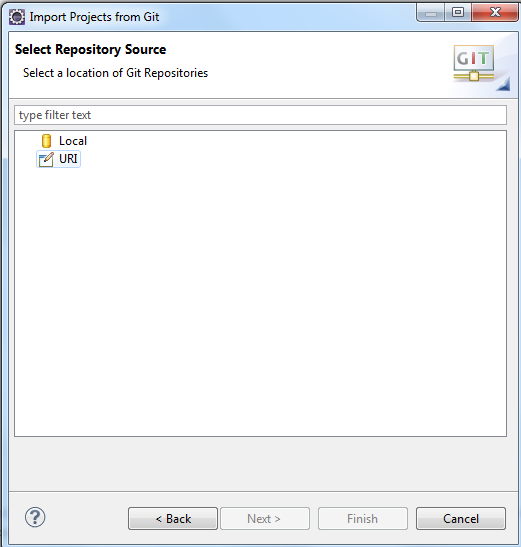 Import Projects from Git
Select Repository Source
Select a location of Git Repositories
GIT
type filter text
Local
URI
?
< Back
Next >
Finish
Cancel